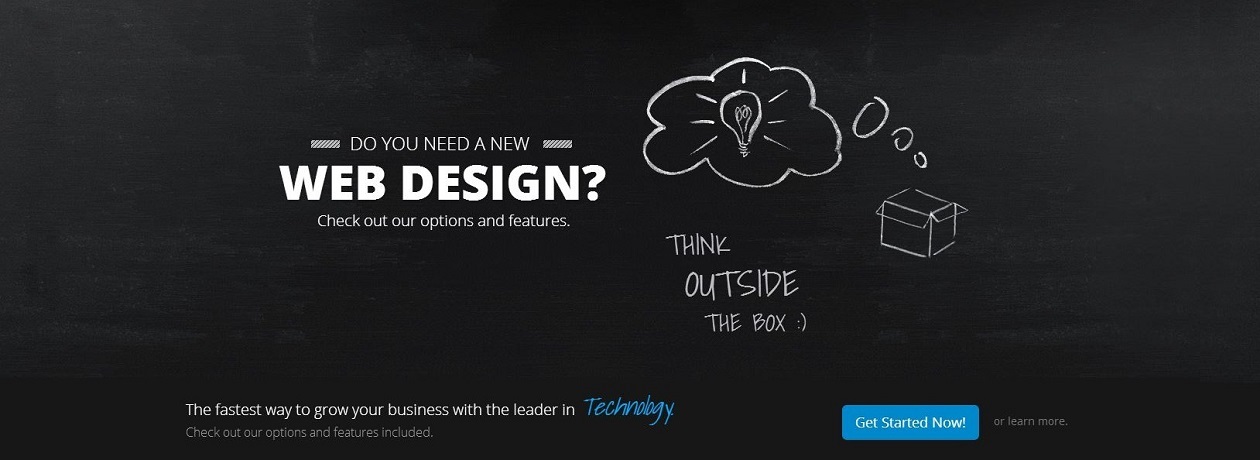 DO YOU NEED A NEW
WEB DESIGN?
Check out our options and features.
THINK
OUTSIDE
THE BOX :)
The fastest way to grow your business with the leader in Technology.
Check out our options and features included.
Get Started Now! or learn more.